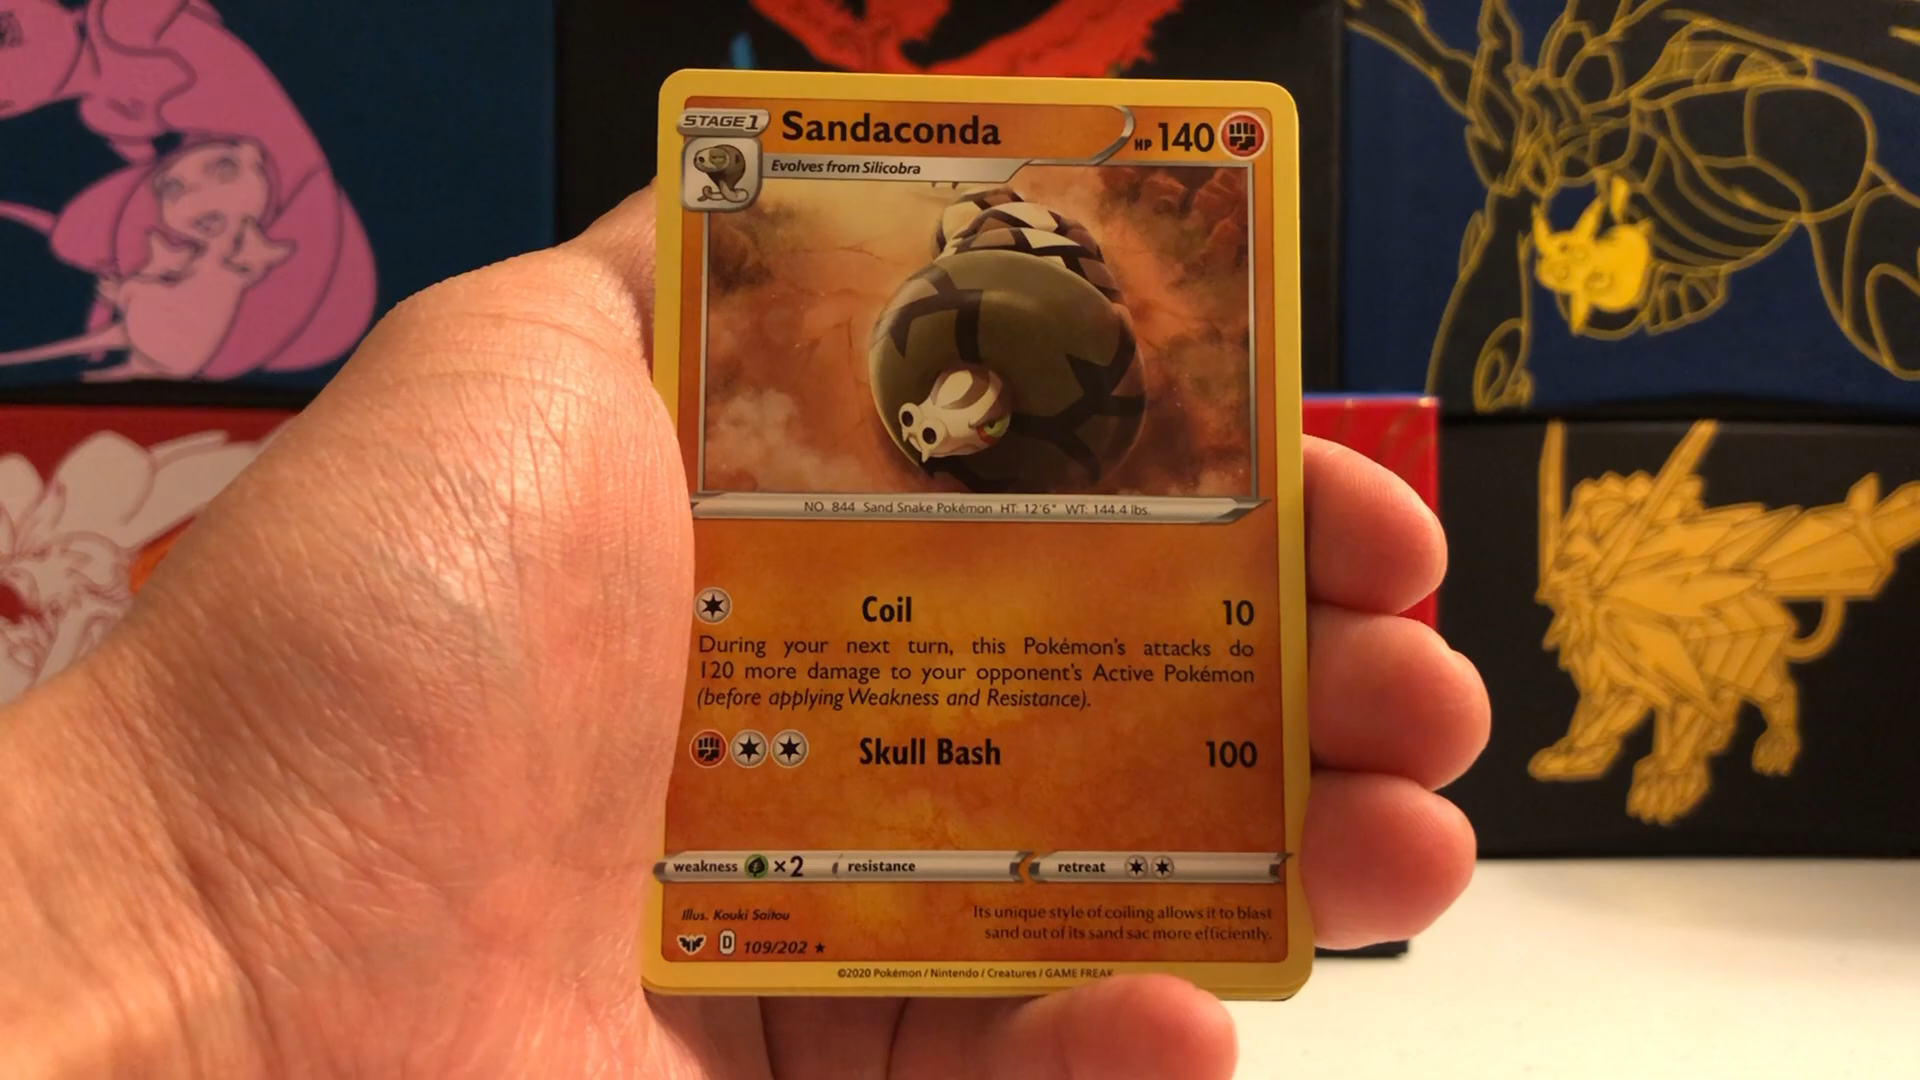 STAGE 1
Sandaconda
HP 140
Evolves from Silicobra
NO. 844 Sand Snake Pokémon HT: 12'6" WT: 144.4 lbs.
Coil 10
During your next turn, this Pokémon's attacks do
120 more damage to your opponent's Active Pokémon
(before applying Weakness and Resistance).
Skull Bash 100
weakness ×2 resistance retreat
Illus. Kouki Saitou
Its unique style of coiling allows it to blast
sand out of its sand sac more efficiently.
D 109/202 ★
©2020 Pokémon / Nintendo / Creatures / GAME FREAK